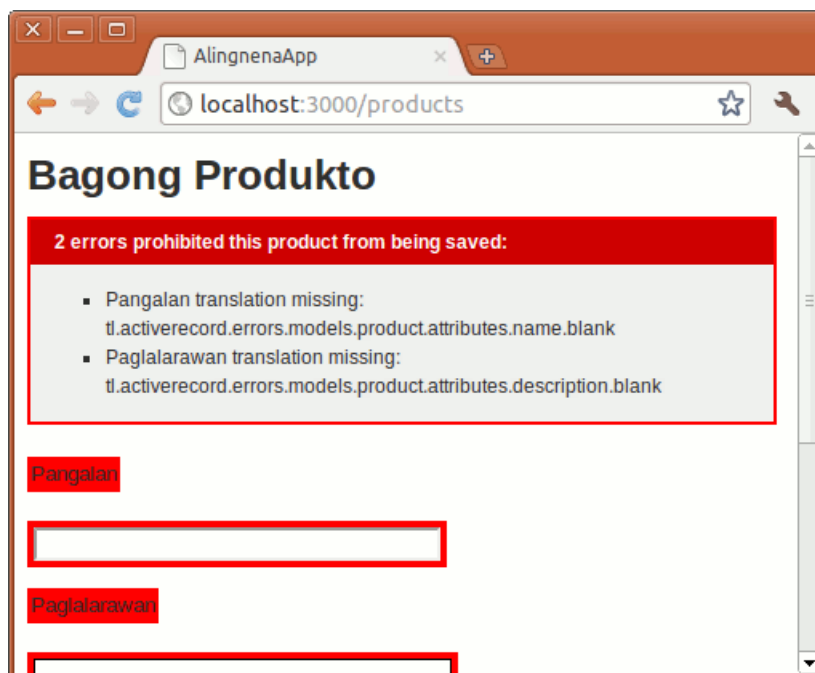 AlingnenaApp
localhost:3000/products
Bagong Produkto
2 errors prohibited this product from being saved:
Pangalan translation missing:
tl.activerecord.errors.models.product.attributes.name.blank
Paglalarawan translation missing:
tl.activerecord.errors.models.product.attributes.description.blank
Pangalan
Paglalarawan